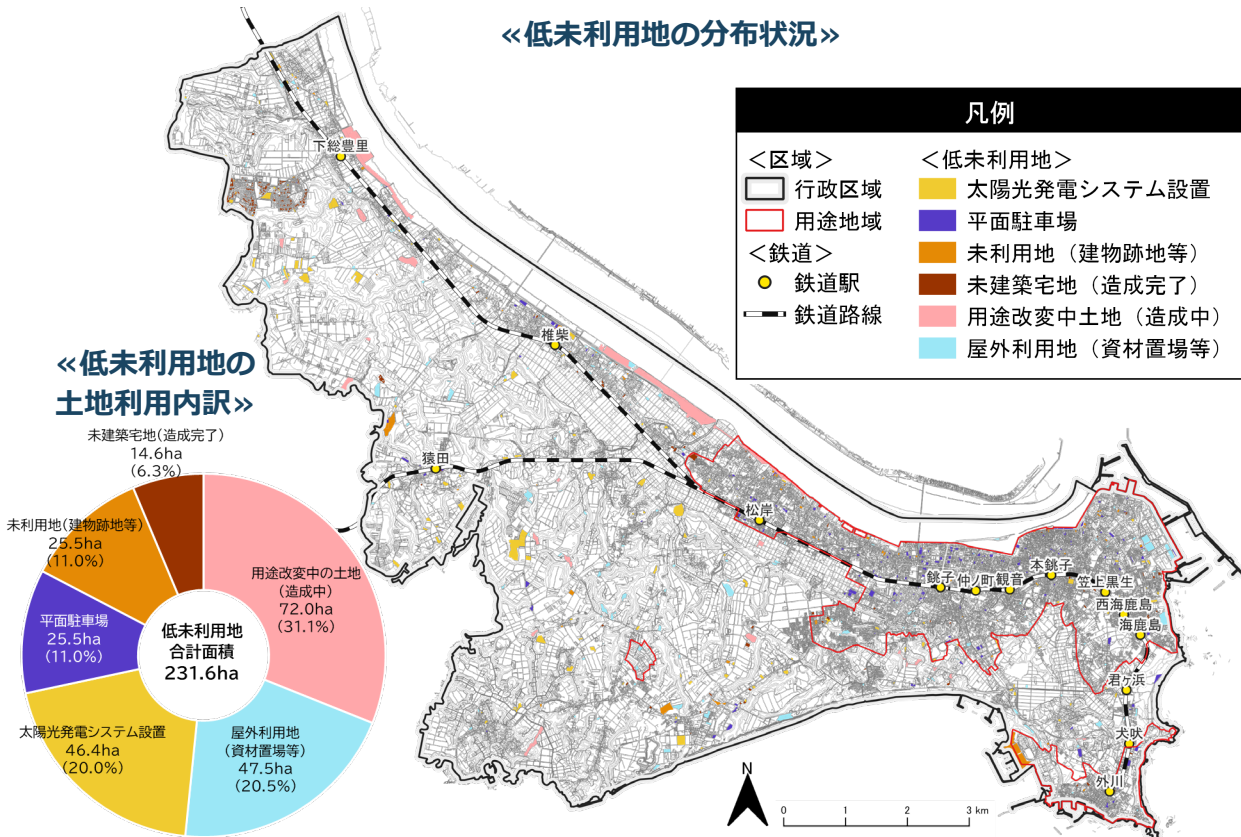 «低未利用地の分布状況»
凡例
＜区域＞
行政区域
用途地域
＜鉄道＞
鉄道駅
鉄道路線
＜低未利用地＞
太陽光発電システム設置
平面駐車場
未利用地（建物跡地等）
未建築宅地（造成完了）
用途改変中土地（造成中）
屋外利用地（資材置場等）
下総豊里
椎柴
猿田
松岸
銚子
仲ノ町
観音
本銚子
笠上黒生
西海鹿島
海鹿島
君ヶ浜
犬吠
外川
«低未利用地の
土地利用内訳»
未建築宅地(造成完了)
14.6ha
(6.3%)
未利用地(建物跡地等)
25.5ha
(11.0%)
平面駐車場
25.5ha
(11.0%)
太陽光発電システム設置
46.4ha
(20.0%)
屋外利用地
(資材置場等)
47.5ha
(20.5%)
用途改変中の土地
(造成中)
72.0ha
(31.1%)
低未利用地
合計面積
231.6ha
N
0 1 2 3 km